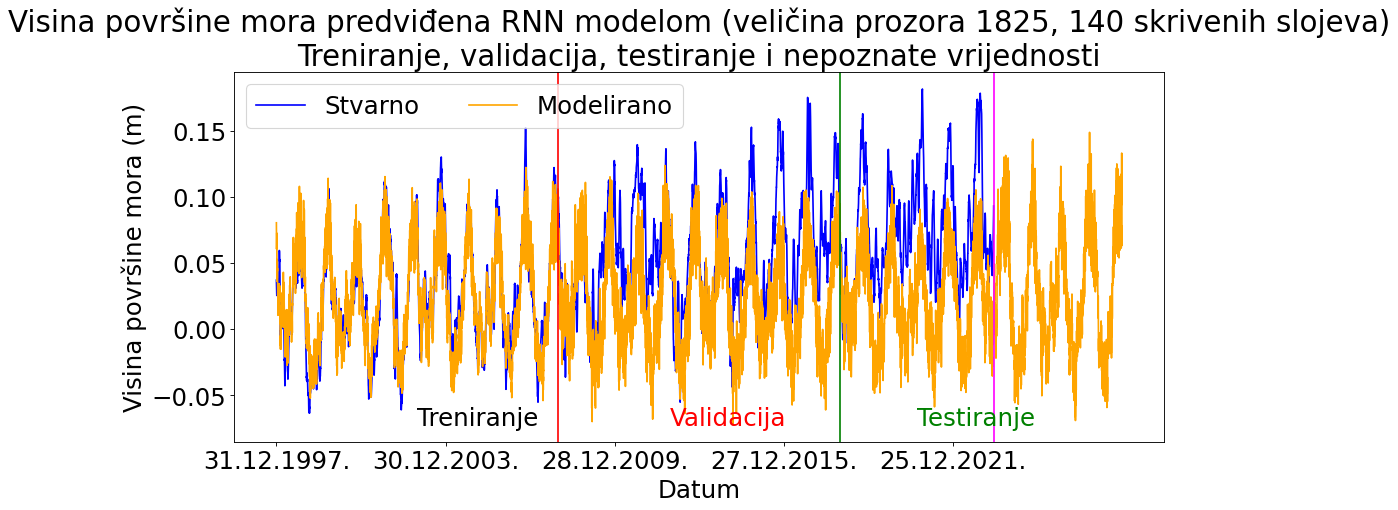 Visina površine mora predviđena RNN modelom (veličina prozora 1825, 140 skrivenih slojeva)
Treniranje, validacija, testiranje i nepoznate vrijednosti
Stvarno Modelirano
Visina površine mora (m)
0.15
0.10
0.05
0.00
−0.05
Treniranje Validacija Testiranje
31.12.1997. 30.12.2003. 28.12.2009. 27.12.2015. 25.12.2021.
Datum